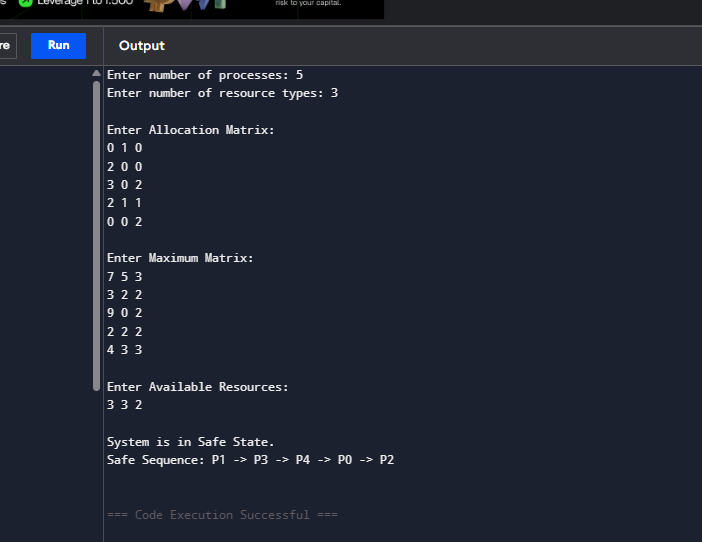 Leverage 1 to 1:500
risk to your capital.
re
Run
Output
Enter number of processes: 5
Enter number of resource types: 3
Enter Allocation Matrix:
0 1 0
2 0 0
3 0 2
2 1 1
0 0 2
Enter Maximum Matrix:
7 5 3
3 2 2
9 0 2
2 2 2
4 3 3
Enter Available Resources:
3 3 2
System is in Safe State.
Safe Sequence: P1 -> P3 -> P4 -> P0 -> P2
=== Code Execution Successful ===